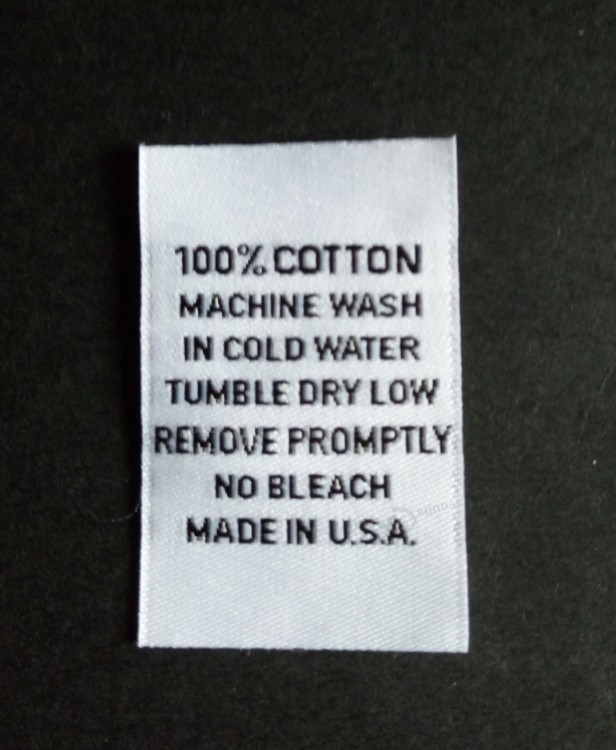 100% COTTON
MACHINE WASH
IN COLD WATER
TUMBLE DRY LOW
REMOVE PROMPTLY
NO BLEACH
MADE IN U.S.A.